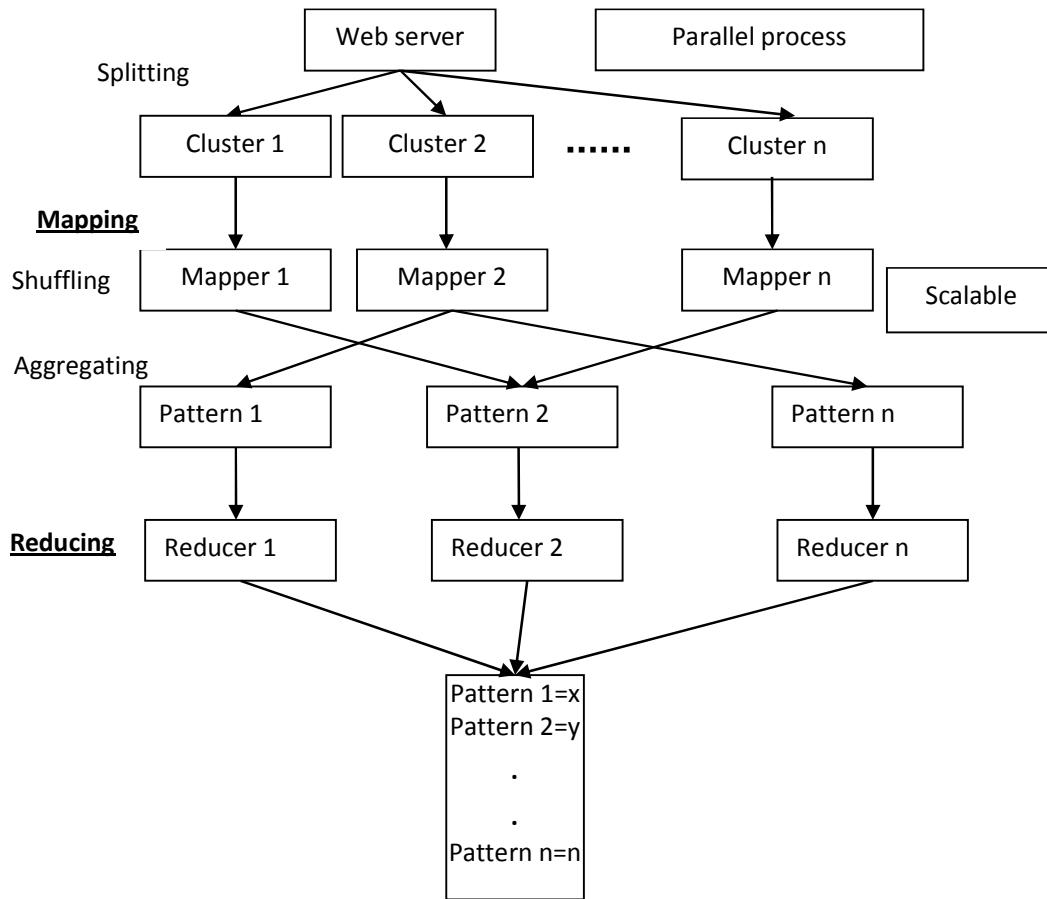 Web server
Parallel process
Splitting
Cluster 1
Cluster 2
......
Cluster n
Mapping
Shuffling
Mapper 1
Mapper 2
Mapper n
Scalable
Aggregating
Pattern 1
Pattern 2
Pattern n
Reducing
Reducer 1
Reducer 2
Reducer n
Pattern 1=x
Pattern 2=y
.
.
Pattern n=n